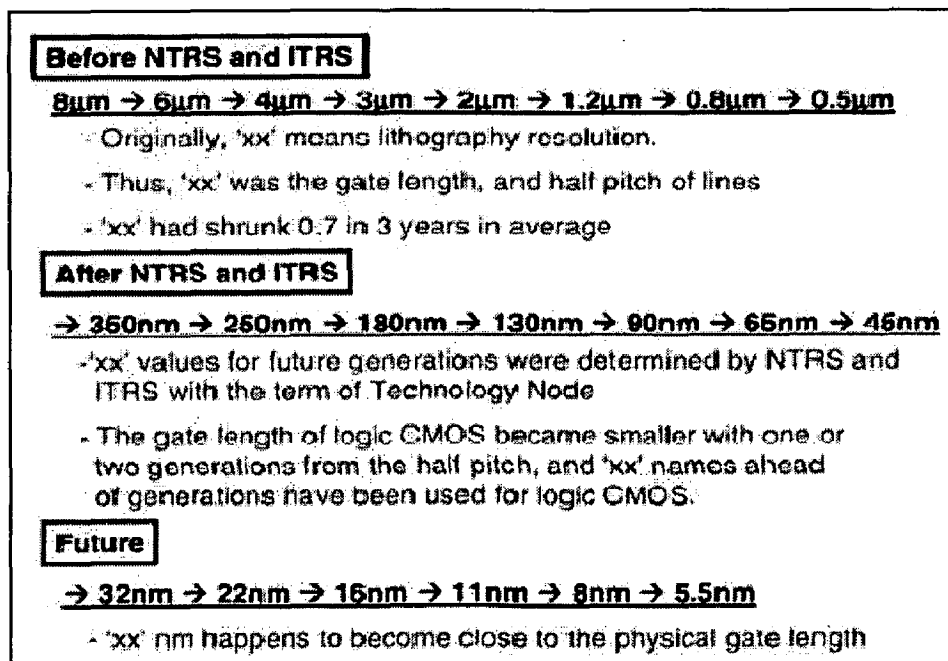 Before NTRS and ITRS
8μm → 6μm → 4μm → 3μm → 2μm → 1.2μm → 0.8μm → 0.5μm
- Originally, 'xx' means lithography resolution.
- Thus, 'xx' was the gate length, and half pitch of lines
- 'xx' had shrunk 0.7 in 3 years in average
After NTRS and ITRS
→ 350nm → 250nm → 180nm → 130nm → 90nm → 65nm → 45nm
-'xx' values for future generations were determined by NTRS and
ITRS with the term of Technology Node
- The gate length of logic CMOS became smaller with one or
two generations from the half pitch, and 'xx' names ahead
of generations have been used for logic CMOS.
Future
→ 32nm → 22nm → 16nm → 11nm → 8nm → 5.5nm
- 'xx' nm happens to become close to the physical gate length